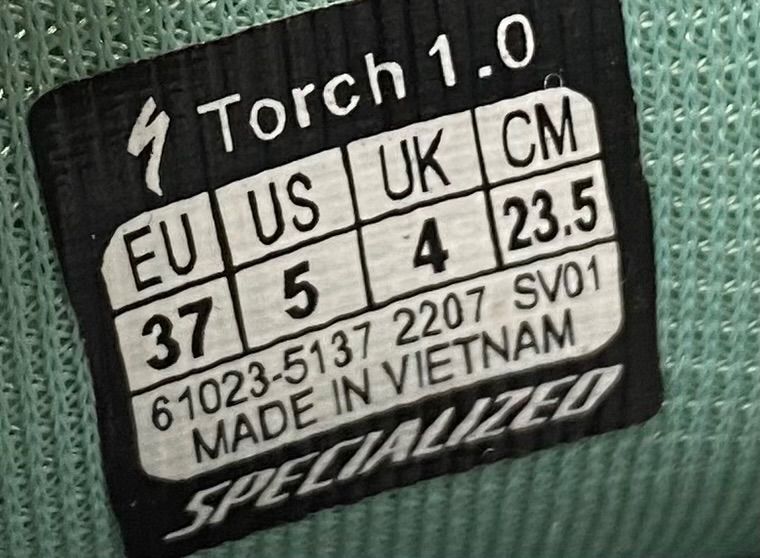 Torch 1.0
EU US UK CM
37 5 4 23.5
61023-5137 2207 SV01
MADE IN VIETNAM
SPECIALIZED